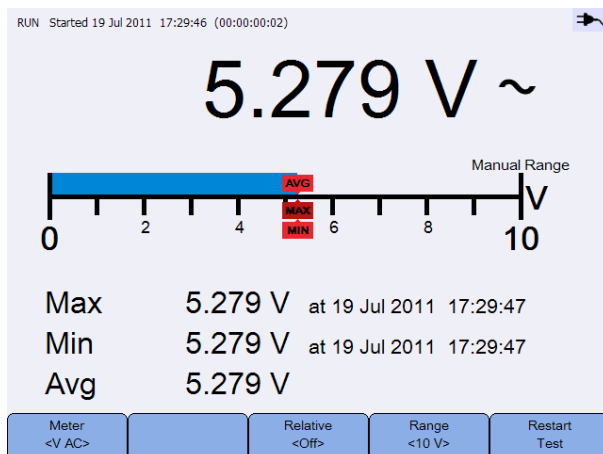 RUN Started 19 Jul 2011 17:29:46 (00:00:00:02)
5.279 V ~
Manual Range
AVG
V
MAX
MIN
0 2 4 6 8 10
Max 5.279 V at 19 Jul 2011 17:29:47
Min 5.279 V at 19 Jul 2011 17:29:47
Avg 5.279 V
Meter Relative Range Restart
<V AC> <Off> <10 V> Test